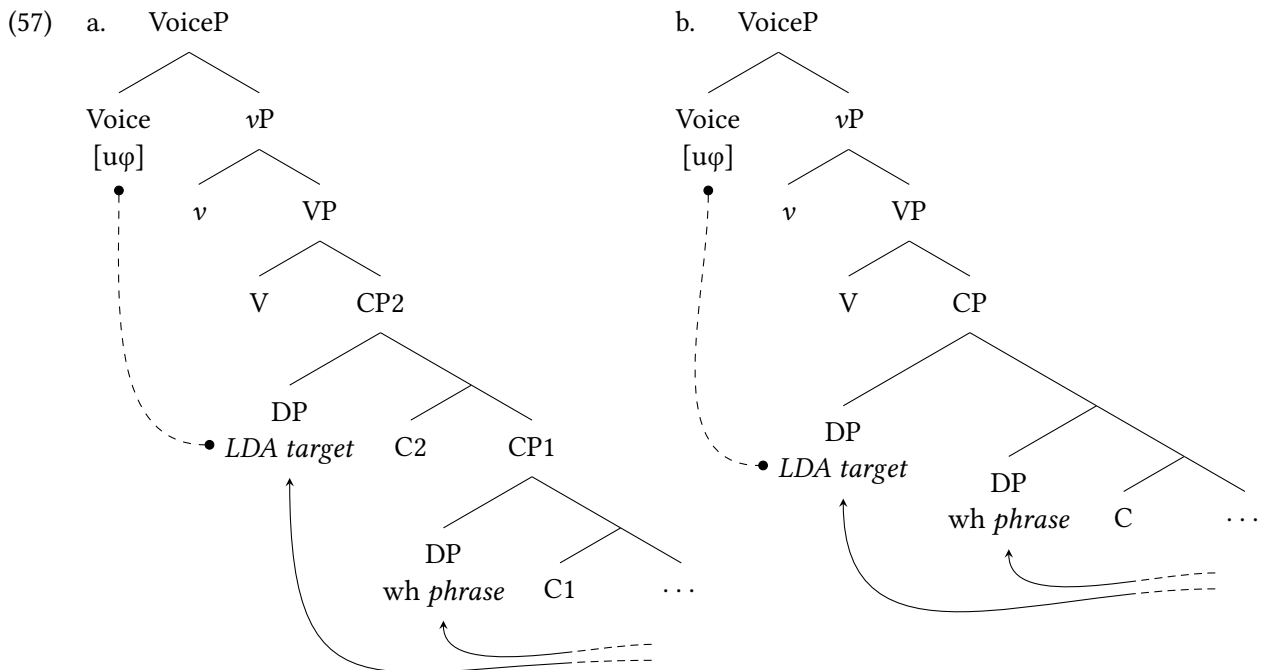 (57) a. VoiceP b. VoiceP
Voice vP Voice vP
[uφ] [uφ]
v VP v VP
V CP2 V CP
DP C2 CP1 DP
LDA target LDA target
DP C ...
wh phrase
DP C1 ...
wh phrase